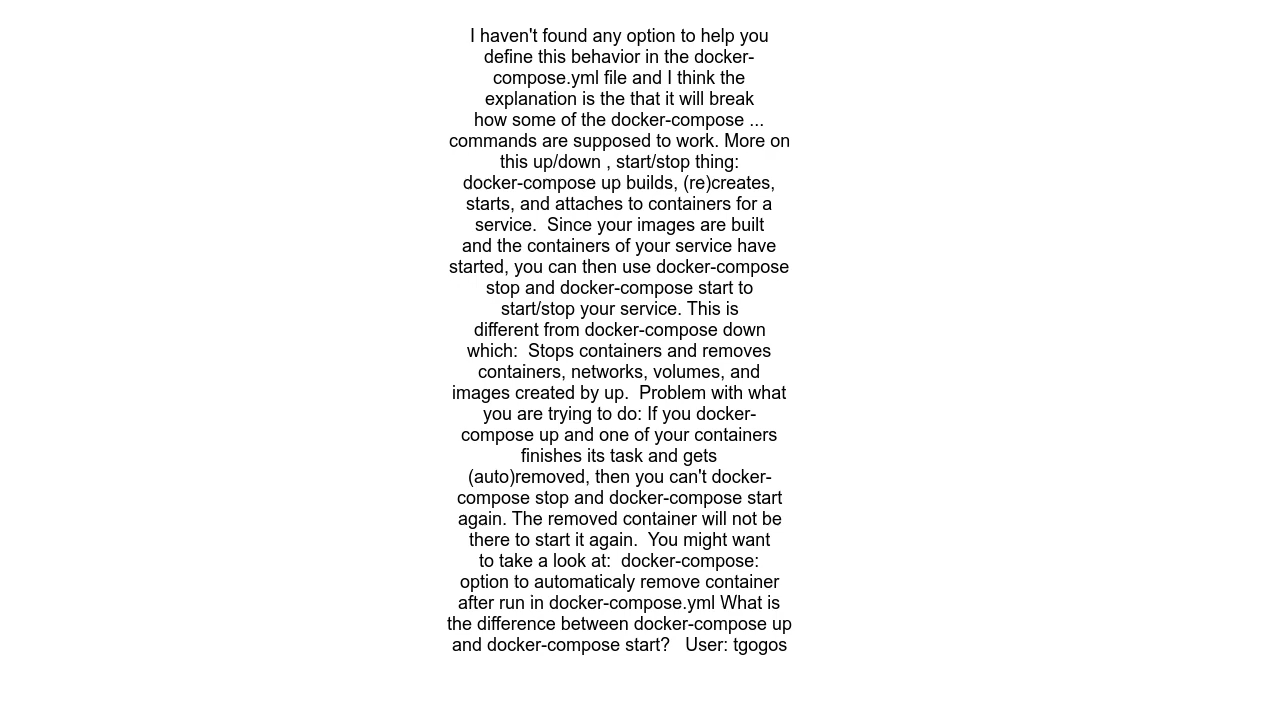 I haven't found any option to help you
define this behavior in the docker-
compose.yml file and I think the
explanation is the that it will break
how some of the docker-compose ...
commands are supposed to work. More on
this up/down , start/stop thing:
docker-compose up builds, (re)creates,
starts, and attaches to containers for a
service.  Since your images are built
and the containers of your service have
started, you can then use docker-compose
stop and docker-compose start to
start/stop your service. This is
different from docker-compose down
which:  Stops containers and removes
containers, networks, volumes, and
images created by up.  Problem with what
you are trying to do: If you docker-
compose up and one of your containers
finishes its task and gets
(auto)removed, then you can't docker-
compose stop and docker-compose start
again. The removed container will not be
there to start it again.  You might want
to take a look at:  docker-compose:
option to automaticaly remove container
after run in docker-compose.yml What is
the difference between docker-compose up
and docker-compose start?   User: tgogos